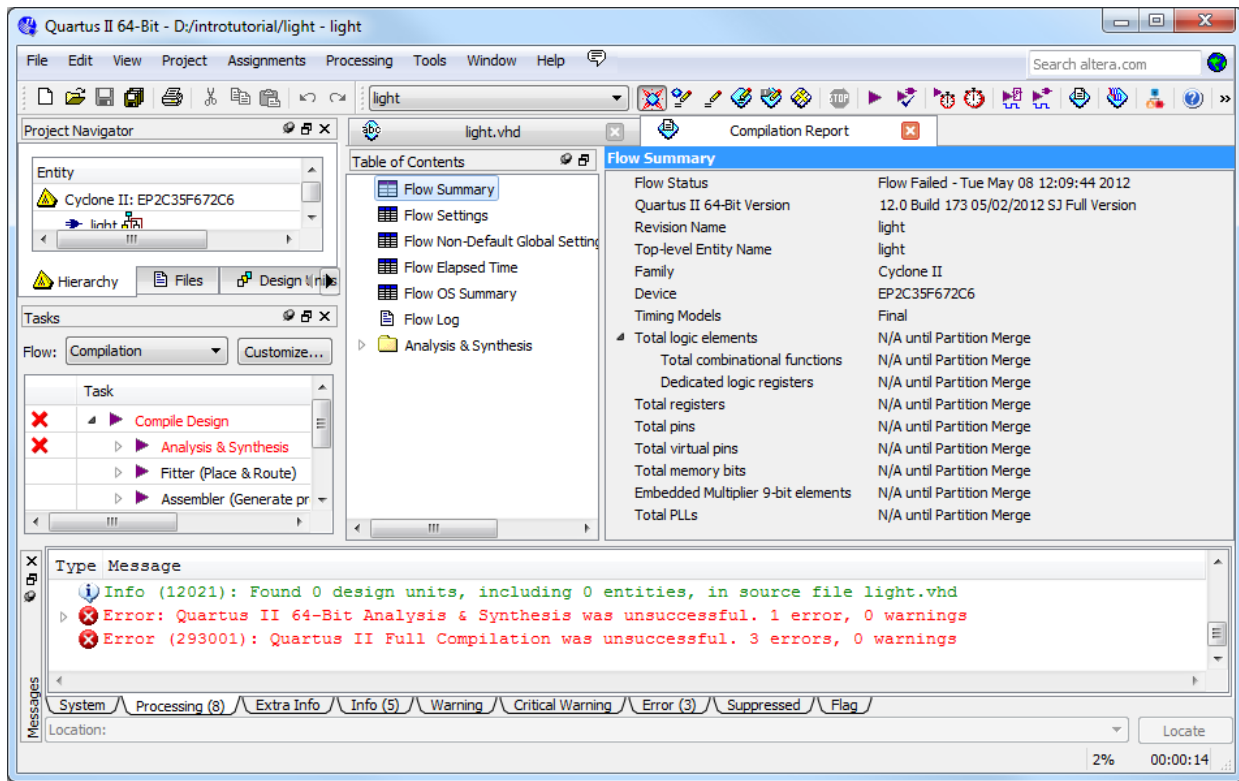 Quartus II 64-Bit - D:/introtutorial/light - light
File Edit View Project Assignments Processing Tools Window Help
Search altera.com
light
STOP
Project Navigator
Entity
Cyclone II: EP2C35F672C6
light
Hierarchy
Files
Design Units
Tasks
Flow: Compilation
Customize...
Task
Compile Design
Analysis & Synthesis
Fitter (Place & Route)
Assembler (Generate pr
light.vhd
Compilation Report
Table of Contents
Flow Summary
Flow Settings
Flow Non-Default Global Setting
Flow Elapsed Time
Flow OS Summary
Flow Log
Analysis & Synthesis
Flow Summary
Flow Status Flow Failed - Tue May 08 12:09:44 2012
Quartus II 64-Bit Version 12.0 Build 173 05/02/2012 SJ Full Version
Revision Name light
Top-level Entity Name light
Family Cyclone II
Device EP2C35F672C6
Timing Models Final
Total logic elements N/A until Partition Merge
Total combinational functions N/A until Partition Merge
Dedicated logic registers N/A until Partition Merge
Total registers N/A until Partition Merge
Total pins N/A until Partition Merge
Total virtual pins N/A until Partition Merge
Total memory bits N/A until Partition Merge
Embedded Multiplier 9-bit elements N/A until Partition Merge
Total PLLs N/A until Partition Merge
Type Message
Info (12021): Found 0 design units, including 0 entities, in source file light.vhd
Error: Quartus II 64-Bit Analysis & Synthesis was unsuccessful. 1 error, 0 warnings
Error (293001): Quartus II Full Compilation was unsuccessful. 3 errors, 0 warnings
Messages
System Processing (8) Extra Info Info (5) Warning Critical Warning Error (3) Suppressed Flag
Location:
Locate
2% 00:00:14